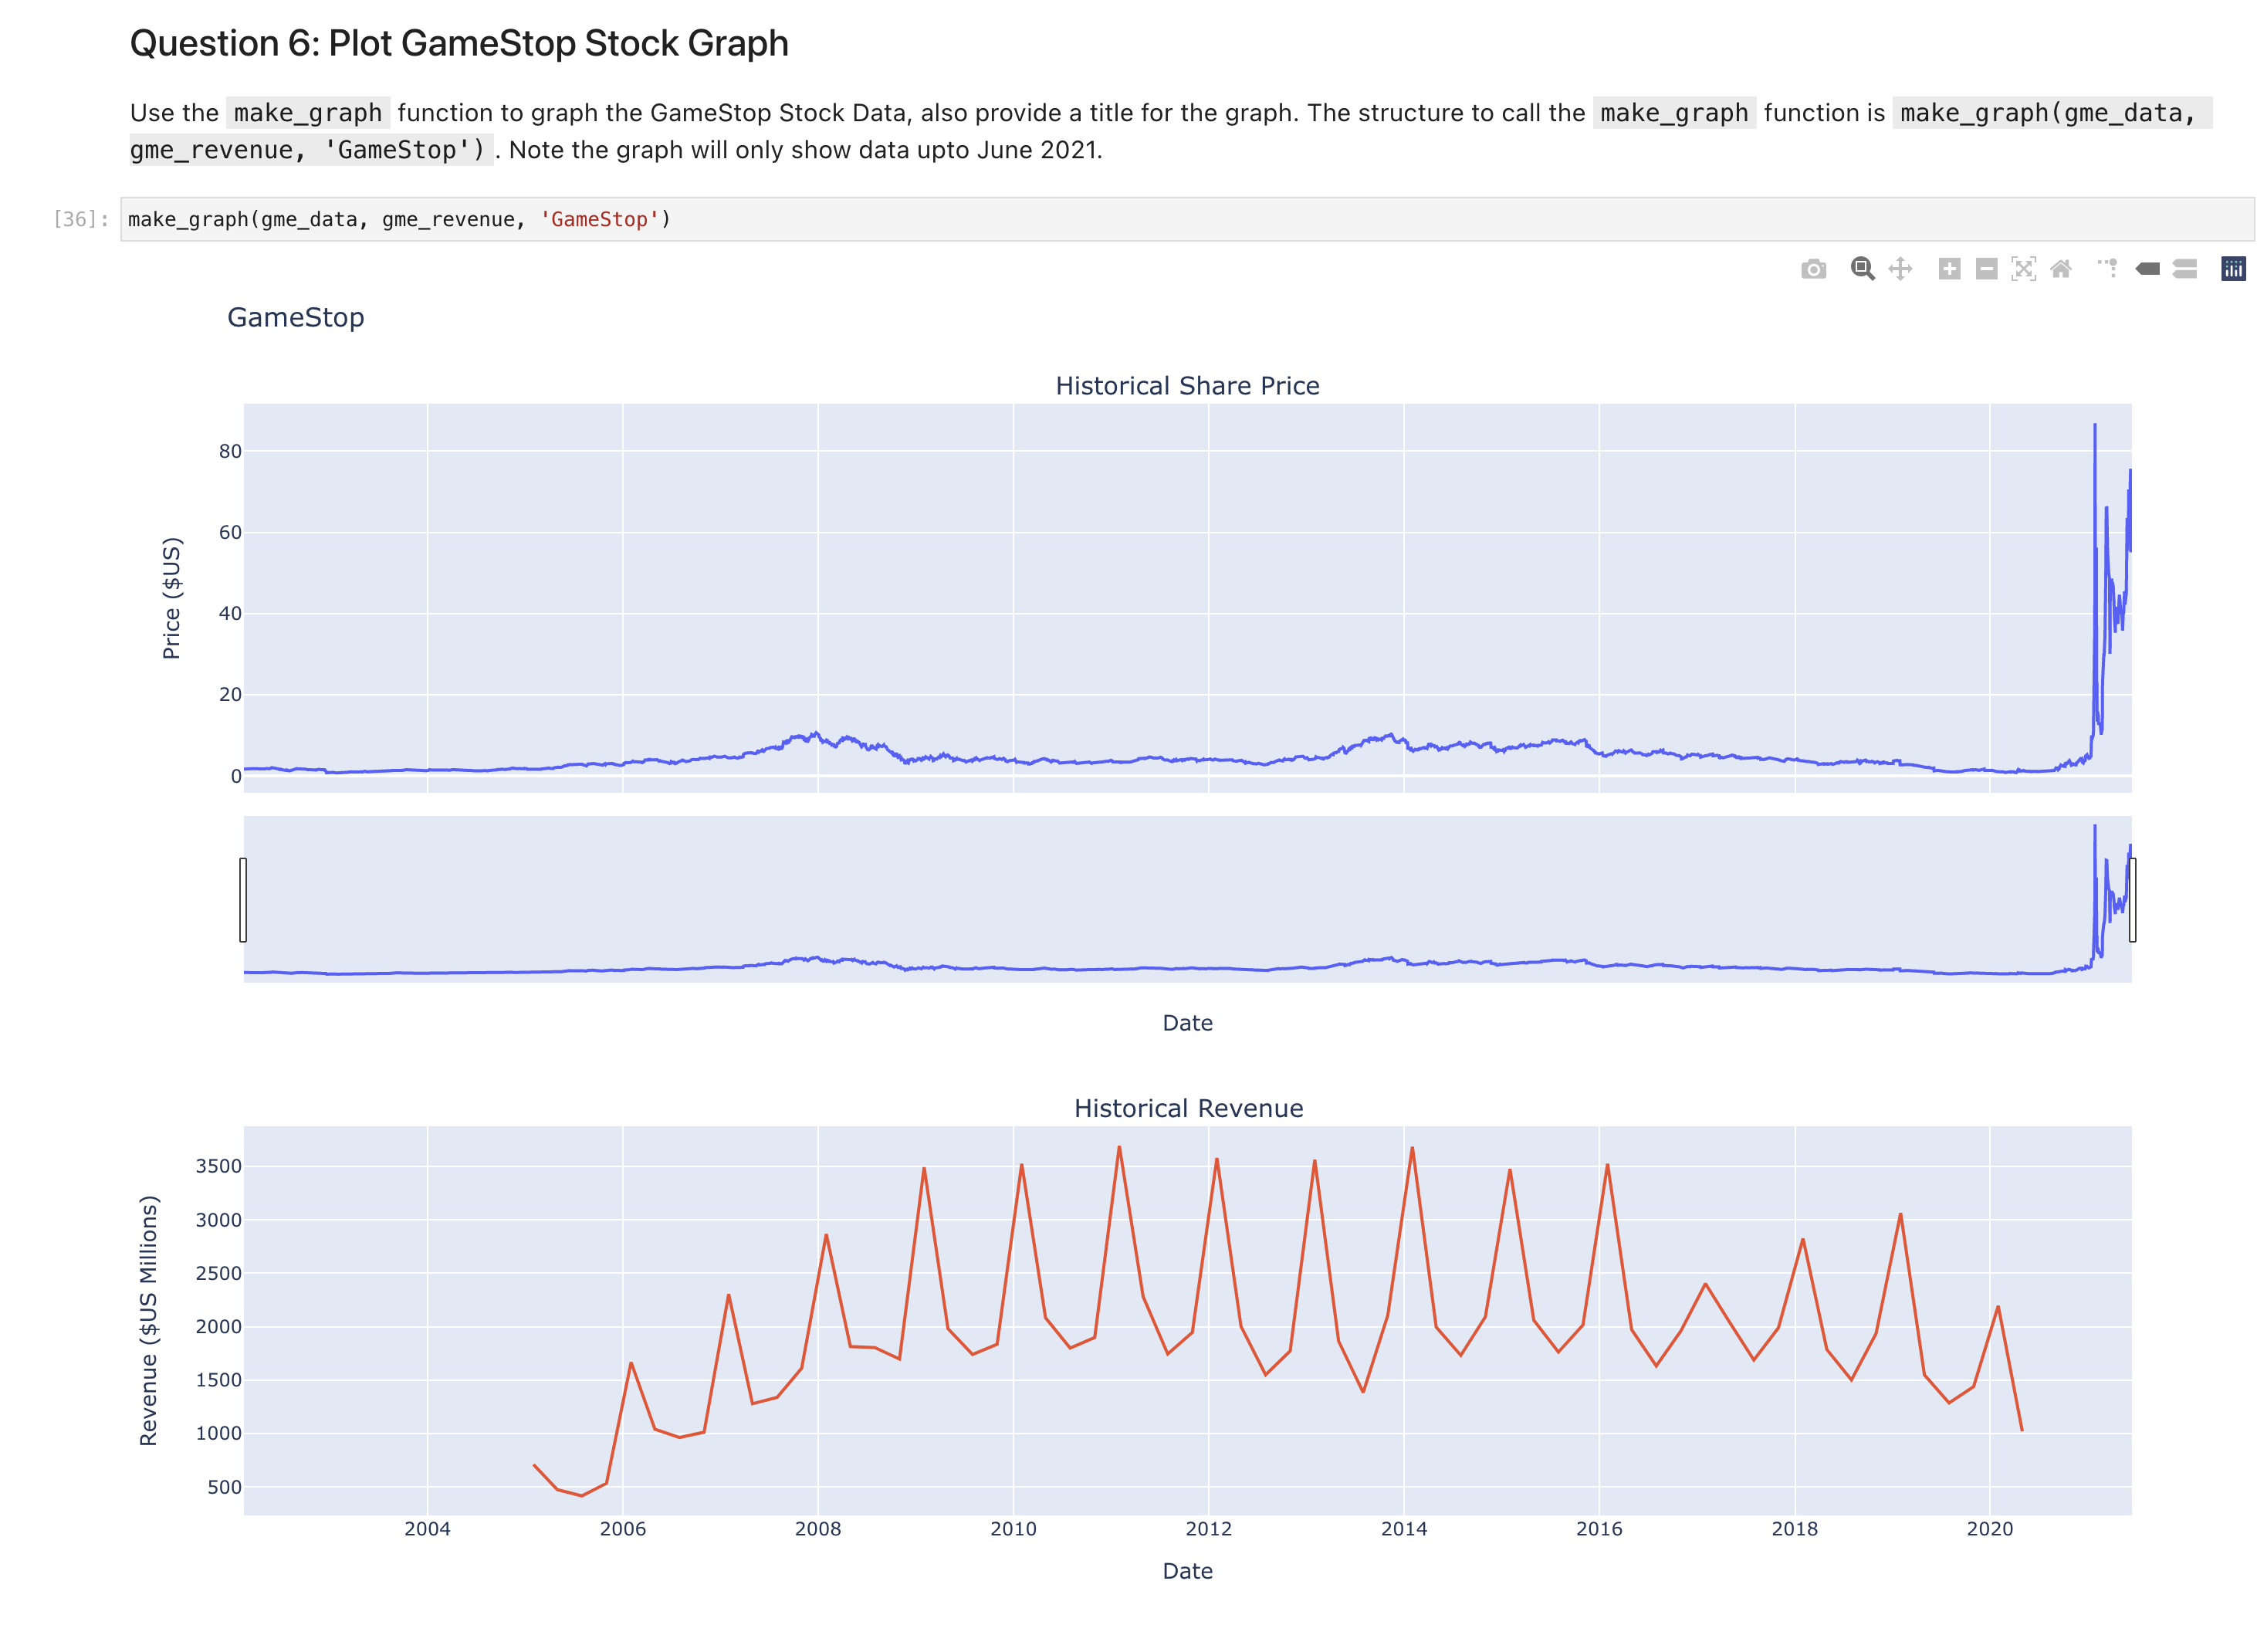 Question 6: Plot GameStop Stock Graph
Use the make_graph function to graph the GameStop Stock Data, also provide a title for the graph. The structure to call the make_graph function is make_graph(gme_data,
gme_revenue, 'GameStop') . Note the graph will only show data upto June 2021.
[36]: make_graph(gme_data, gme_revenue, 'GameStop')
GameStop
Historical Share Price
Price ($US)
80
60
40
20
0
Date
Historical Revenue
Revenue ($US Millions)
3500
3000
2500
2000
1500
1000
500
2004 2006 2008 2010 2012 2014 2016 2018 2020
Date